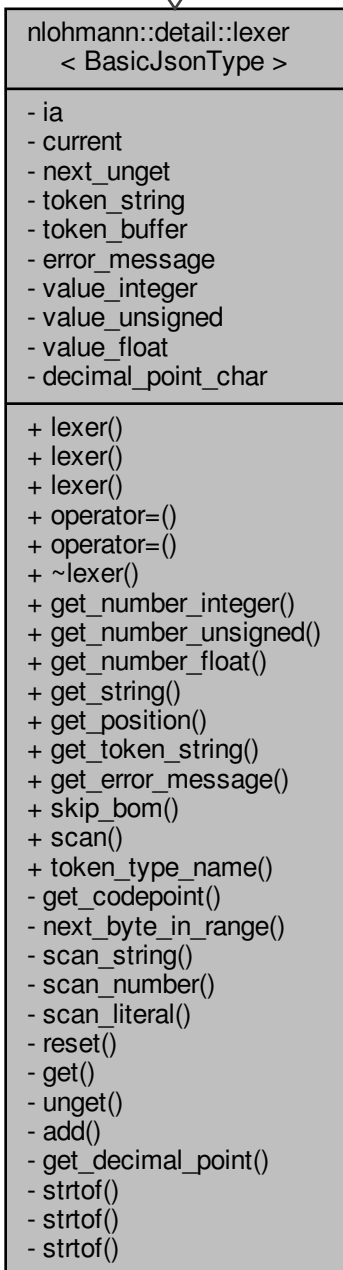 nlohmann::detail::lexer
< BasicJsonType >
- ia
- current
- next_unget
- token_string
- token_buffer
- error_message
- value_integer
- value_unsigned
- value_float
- decimal_point_char
+ lexer()
+ lexer()
+ lexer()
+ operator=()
+ operator=()
+ ~lexer()
+ get_number_integer()
+ get_number_unsigned()
+ get_number_float()
+ get_string()
+ get_position()
+ get_token_string()
+ get_error_message()
+ skip_bom()
+ scan()
+ token_type_name()
- get_codepoint()
- next_byte_in_range()
- scan_string()
- scan_number()
- scan_literal()
- reset()
- get()
- unget()
- add()
- get_decimal_point()
- strtof()
- strtof()
- strtof()